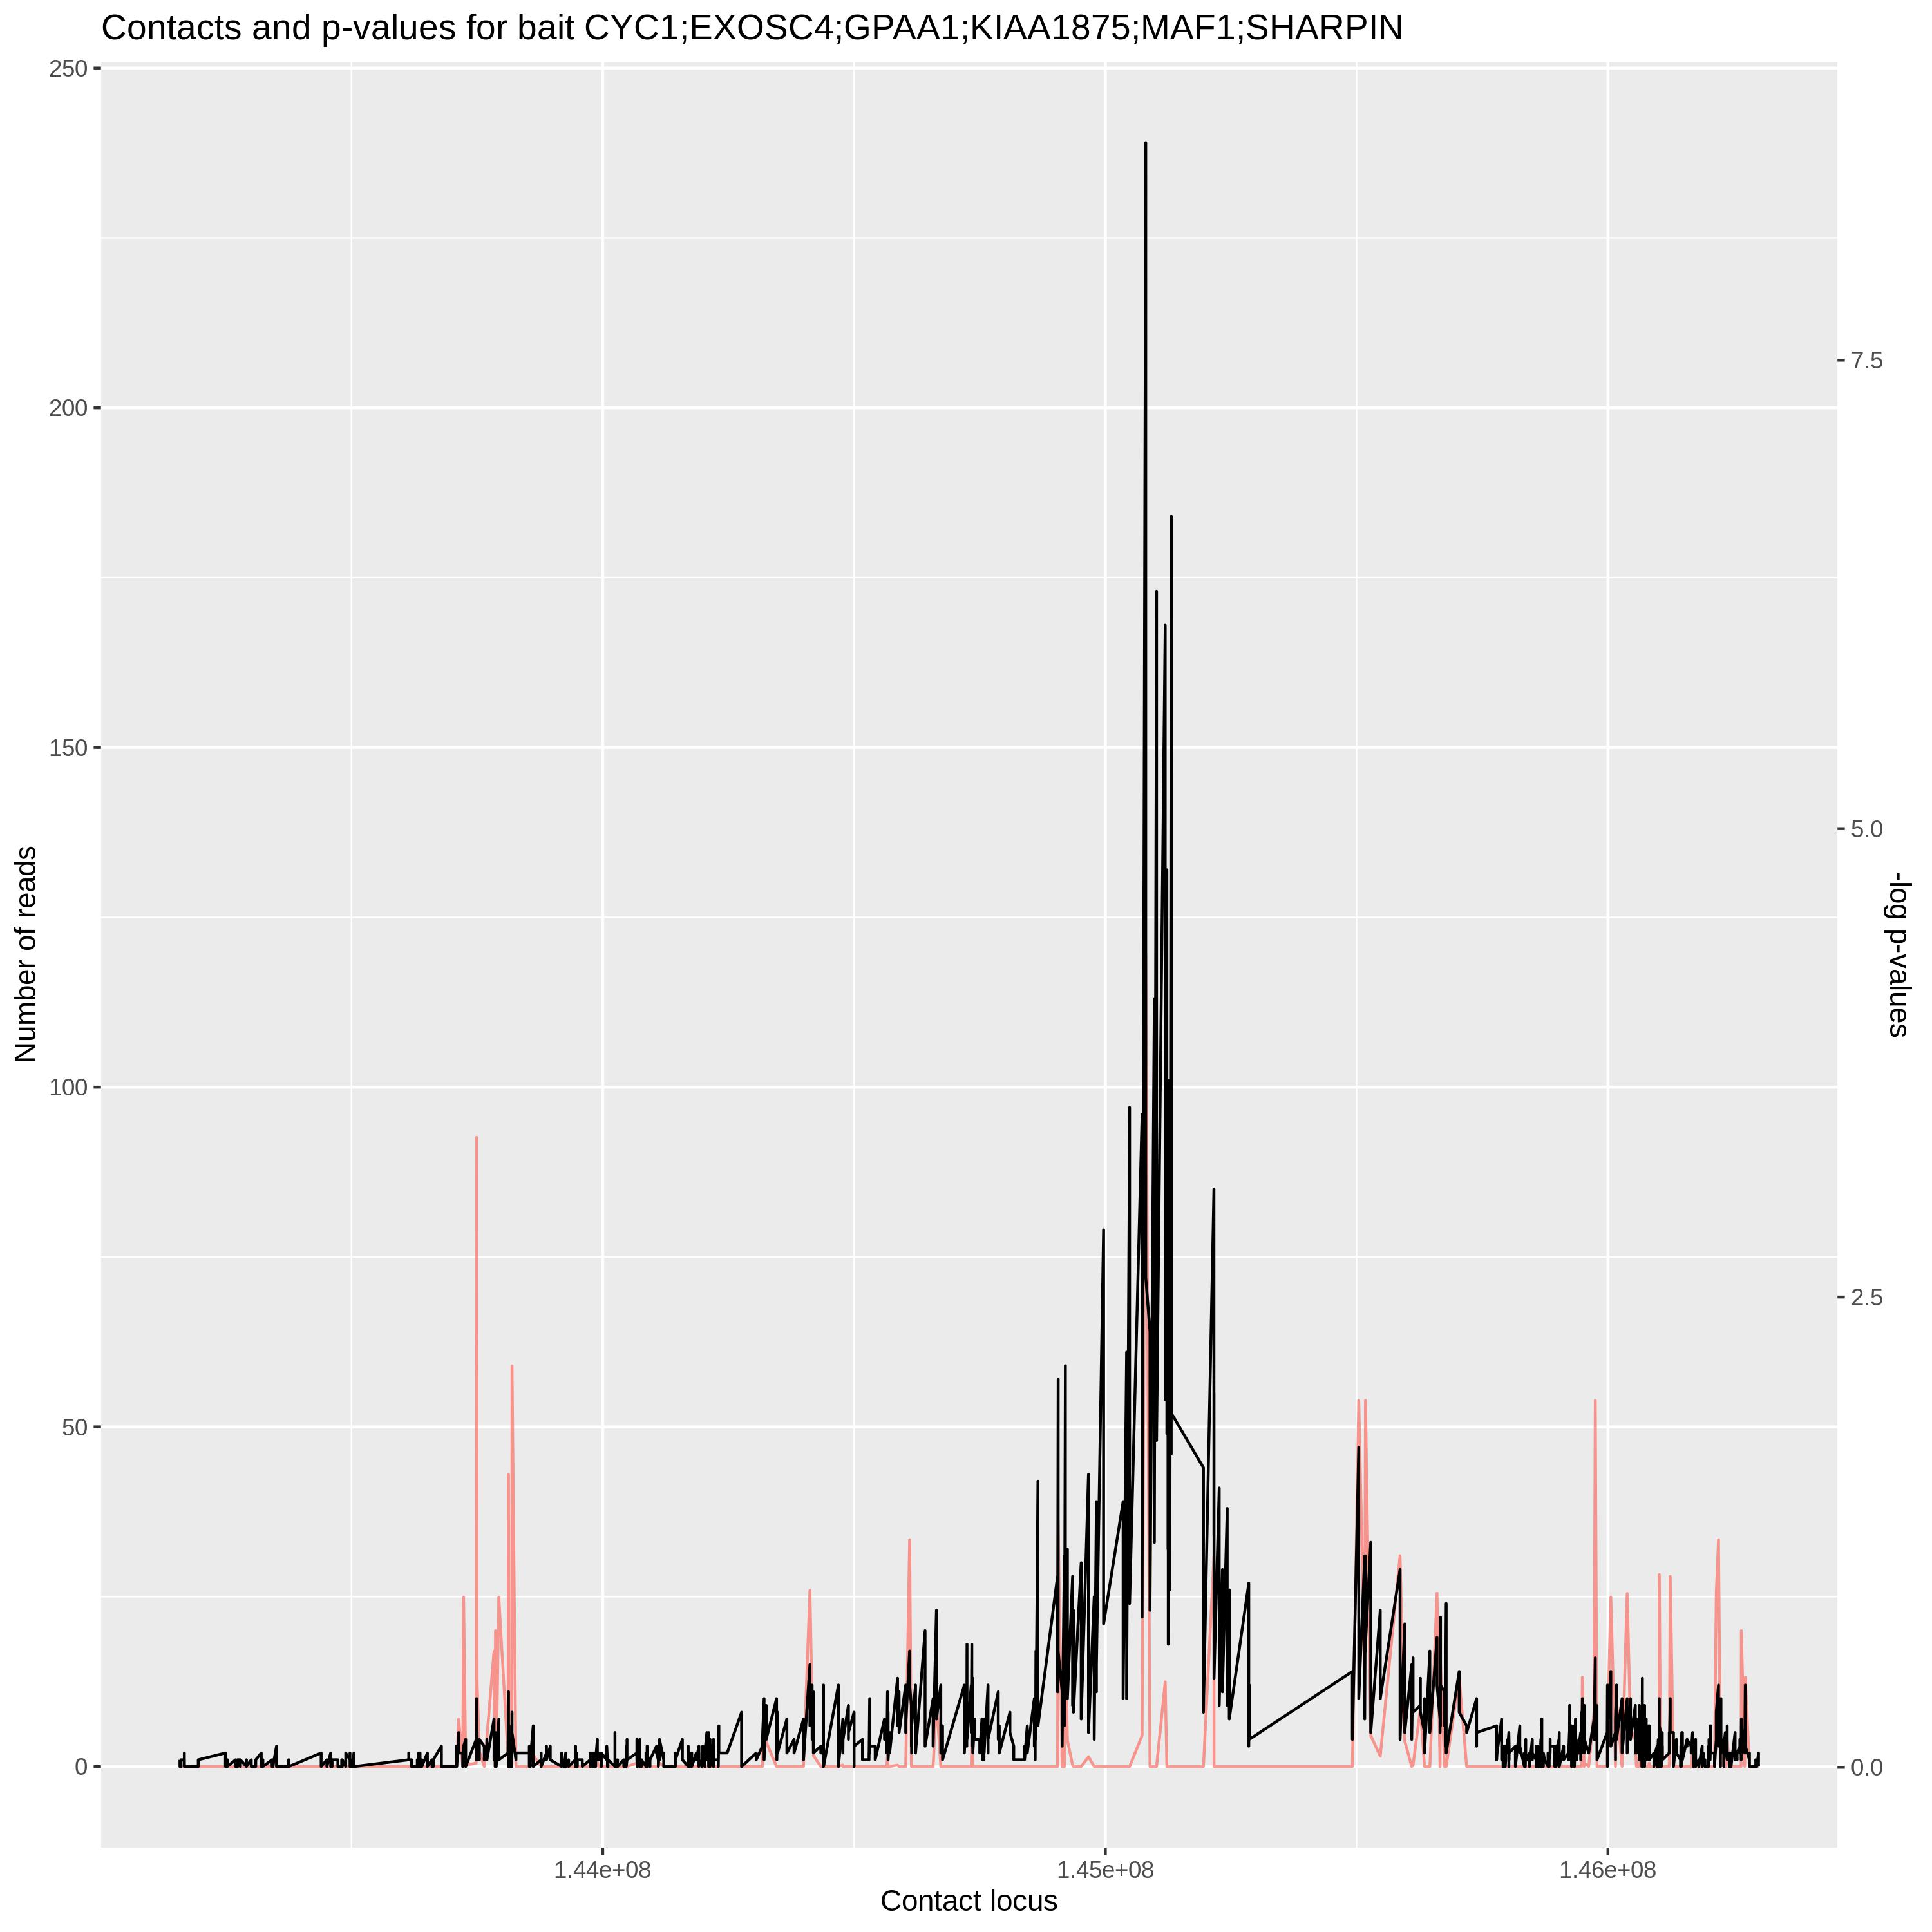 Contacts and p-values for bait CYC1;EXOSC4;GPAA1;KIAA1875;MAF1;SHARPIN
250
200
150
100
50
0
Number of reads
7.5
5.0
2.5
0.0
-log p-values
1.44e+08
1.45e+08
1.46e+08
Contact locus